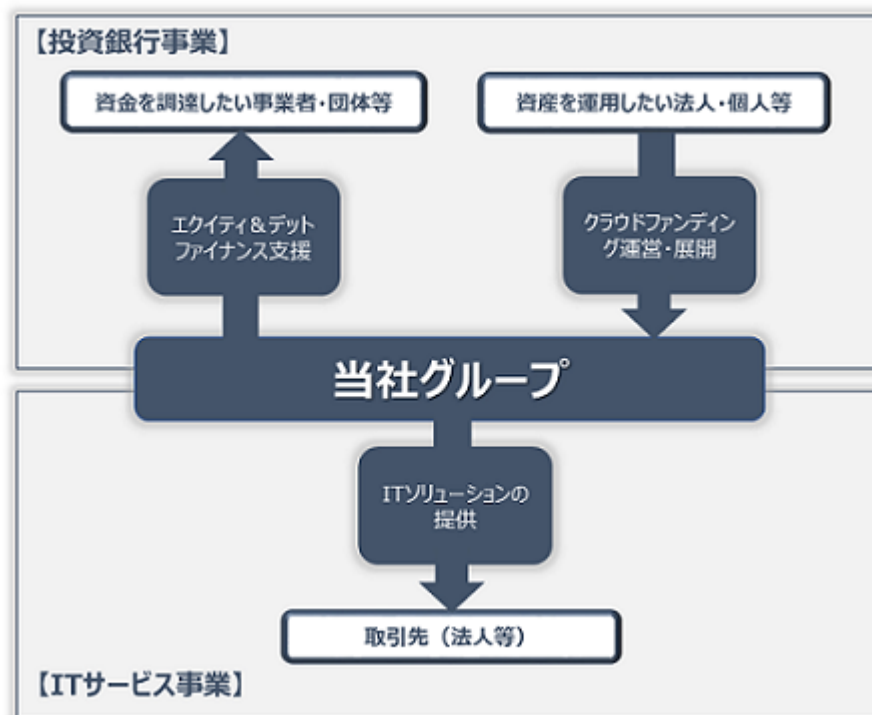 【投資銀行事業】
資金を調達したい事業者・団体等
資産を運用したい法人・個人等
エクイティ＆デット
ファイナンス支援
クラウドファンディン
グ運営・展開
当社グループ
ITソリューションの
提供
取引先（法人等）
【ITサービス事業】